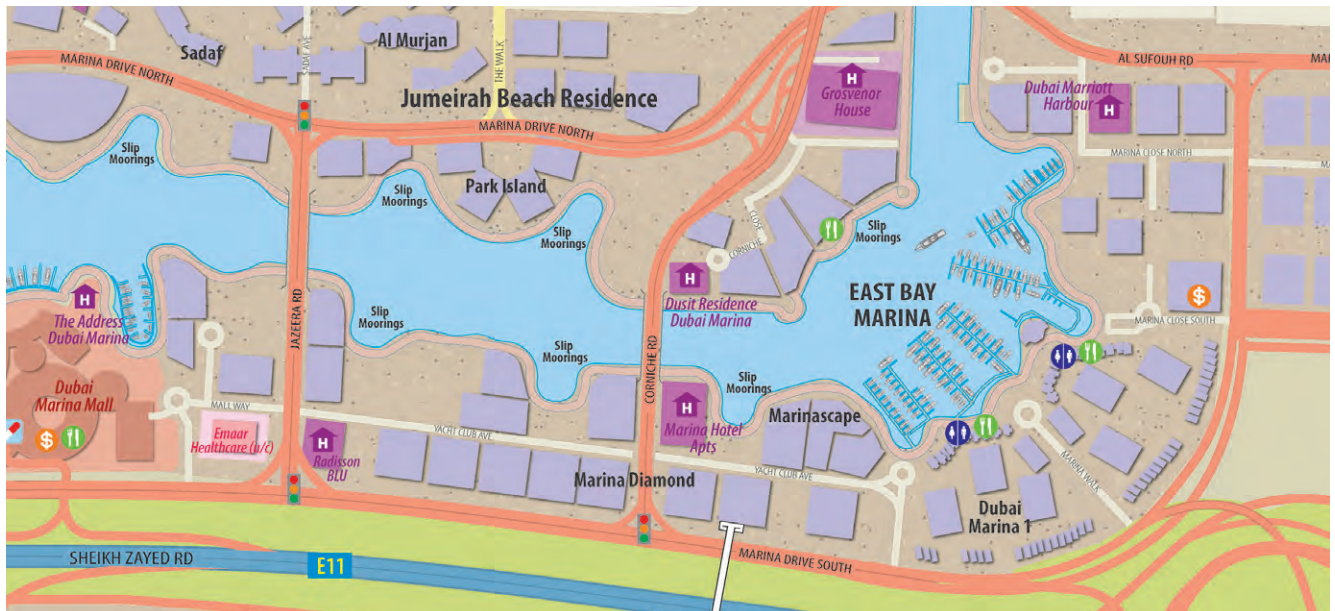 Sadaf
SADAF AVE
Al Murjan
THE WALK
MARINA DRIVE NORTH
Jumeirah Beach Residence
MARINA DRIVE NORTH
H
Grosvenor
House
AL SUFOUH RD
Dubai Marriott
Harbour
H
MARINA CLOSE NORTH
Slip
Moorings
Slip
Moorings
Park Island
Slip
Moorings
CLOSE
CORNICHE
Slip
Moorings
H
Dusit Residence
Dubai Marina
EAST BAY
MARINA
$
MARINA CLOSE SOUTH
H
The Address
Dubai Marina
JAZEERA RD
Slip
Moorings
Slip
Moorings
CORNICHE RD
Slip
Moorings
Dubai
Marina Mall
$
MALL WAY
Emaar
Healthcare (u/c)
H
Radisson
BLU
YACHT CLUB AVE
H
Marina Hotel
Apts
Marinascape
YACHT CLUB AVE
Marina Diamond
MARINA WALK
Dubai
Marina 1
SHEIKH ZAYED RD
E11
MARINA DRIVE SOUTH